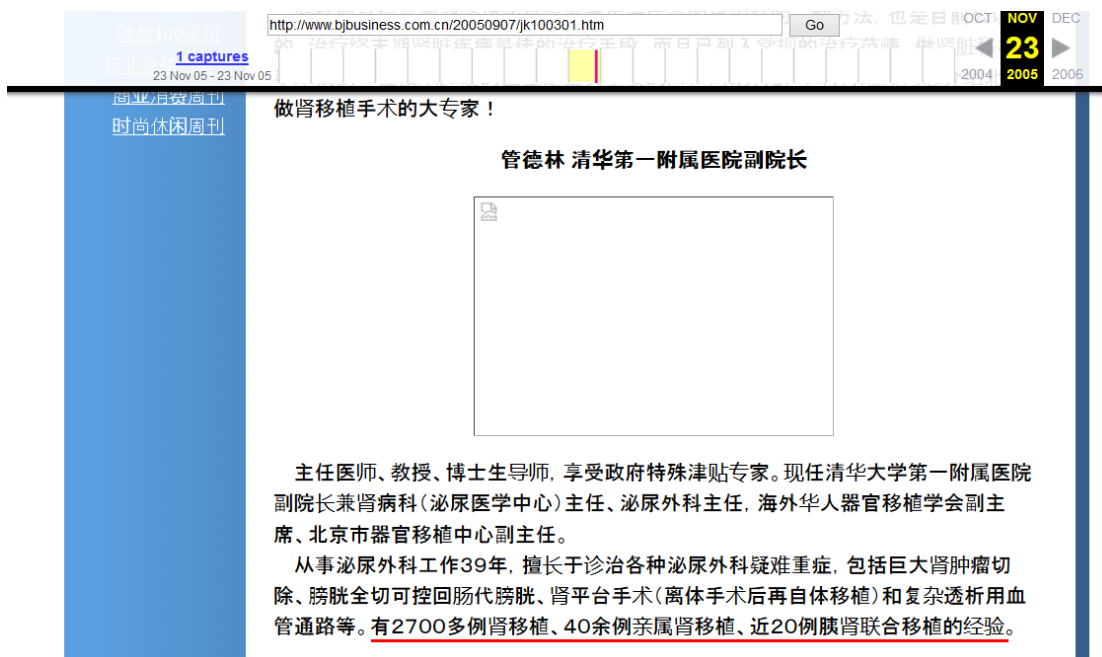 http://www.bjbusiness.com.cn/20050907/jk100301.htm Go OCT NOV DEC
健康100周刊
1 captures
23
23 Nov 05 - 23 Nov 05
2004 2005 2006
商业消费周刊
时尚休闲周刊
做肾移植手术的大专家！
管德林 清华第一附属医院副院长
主任医师、教授、博士生导师, 享受政府特殊津贴专家。现任清华大学第一附属医院
副院长兼肾病科(泌尿医学中心)主任、泌尿外科主任, 海外华人器官移植学会副主
席、北京市器官移植中心副主任。
从事泌尿外科工作39年, 擅长于诊治各种泌尿外科疑难重症, 包括巨大肾肿瘤切
除、膀胱全切可控回肠代膀胱、肾平台手术(离体手术后再自体移植)和复杂透析用血
管通路等。有2700多例肾移植、40余例亲属肾移植、近20例胰肾联合移植的经验。